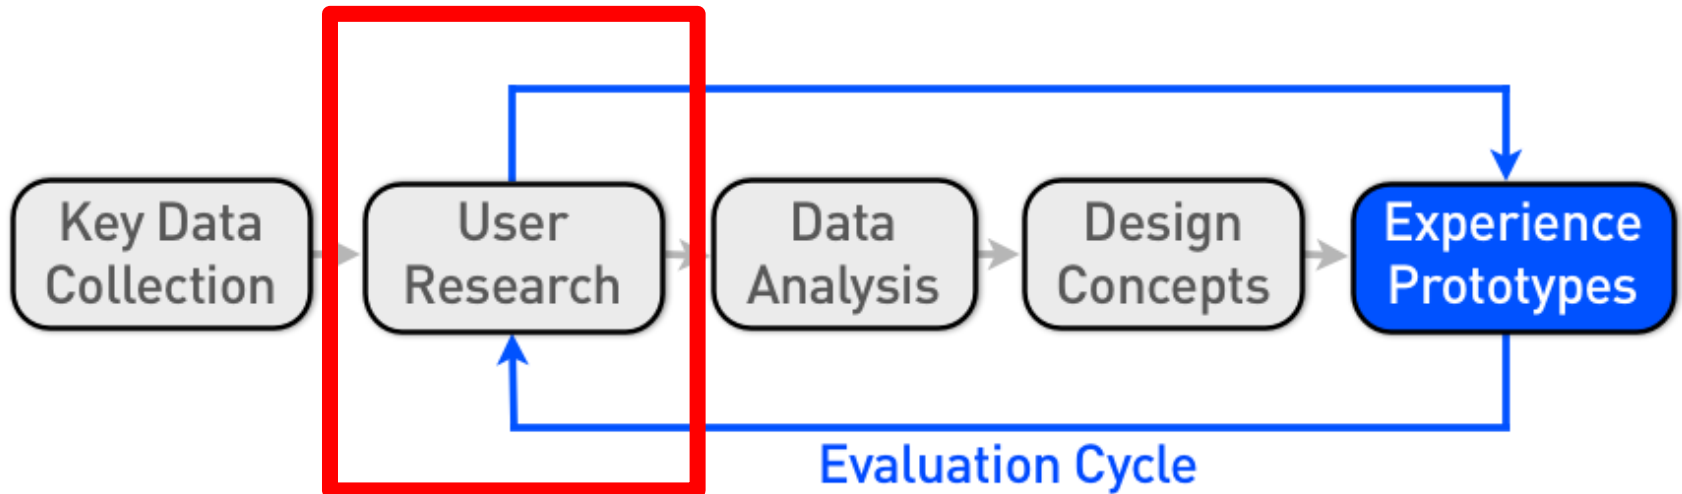 Key Data
Collection
User
Research
Data
Analysis
Design
Concepts
Experience
Prototypes
Evaluation Cycle